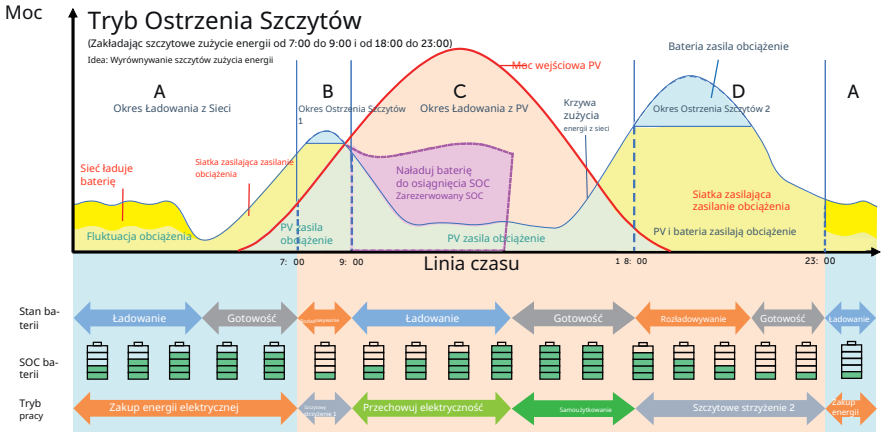 Moc
Tryb Ostrzenia Szczytów
(Zakładając szczytowe zużycie energii od 7:00 do 9:00 i od 18:00 do 23:00)
Idea: Wyrównywanie szczytów zużycia energii
Bateria zasila obciążenie
Moc wejściowa PV
A
B
C
D
A
Okres Ładowania z Sieci
Okres Ostrzenia Szczytów
1
Okres Ładowania z PV
Krzywa
zużycia
energii z sieci
Okres Ostrzenia Szczytów 2
Sieć ładuje
baterię
Siatka zasilająca zasilanie
obciążenia
Naładuj baterię
do osiągnięcia SOC
Zarezerwowany SOC
Siatka zasilająca
zasilanie obciążenia
Fluktuacja obciążenia
PV zasila
obciążenie
PV zasila obciążenie
PV i bateria zasilają obciążenie
7: 00
9: 00
Linia czasu
1 8: 00
23: 00
Stan ba-
terii
Ładowanie
Gotowość
Ładowanie
Gotowość
Rozładowywanie
Gotowość
Ładowanie
SOC ba-
terii
Tryb
pracy
Zakup energii elektrycznej
Przechowuj elektryczność
Samoużytkowanie
Szczytowe strzyżenie 2
Zakup
energii